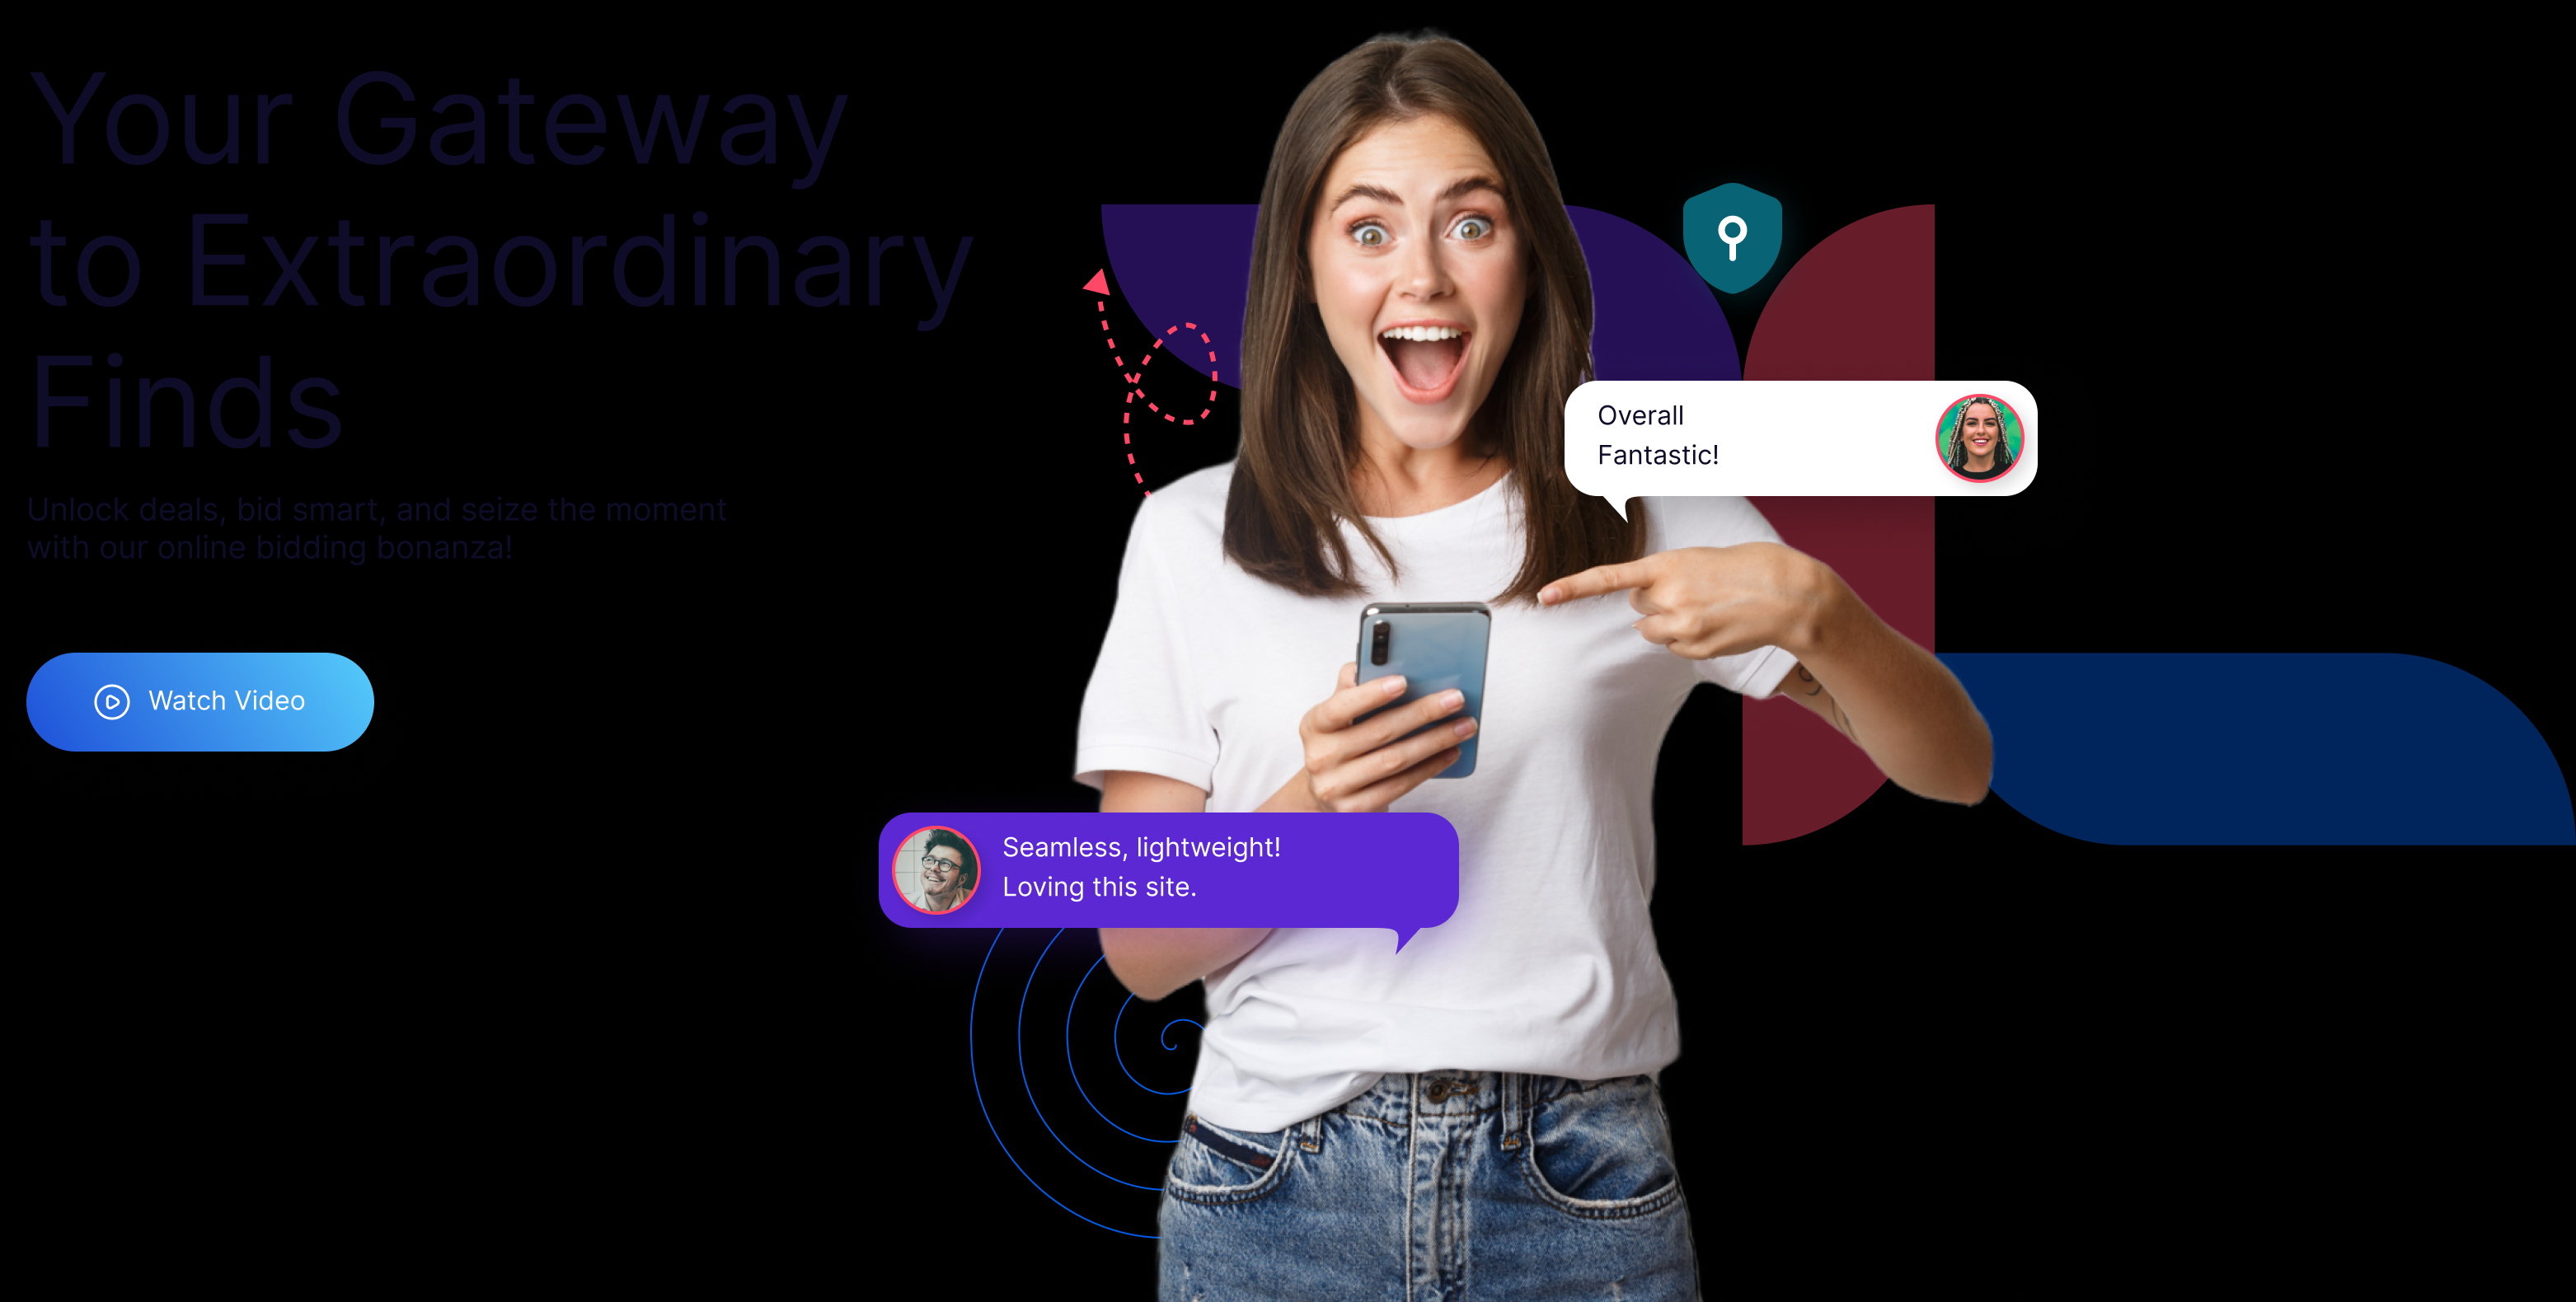 Your Gateway
to Extraordinary
Finds
Unlock deals, bid smart, and seize the moment
with our online bidding bonanza!
Watch Video
Overall
Fantastic!
Seamless, lightweight!
Loving this site.